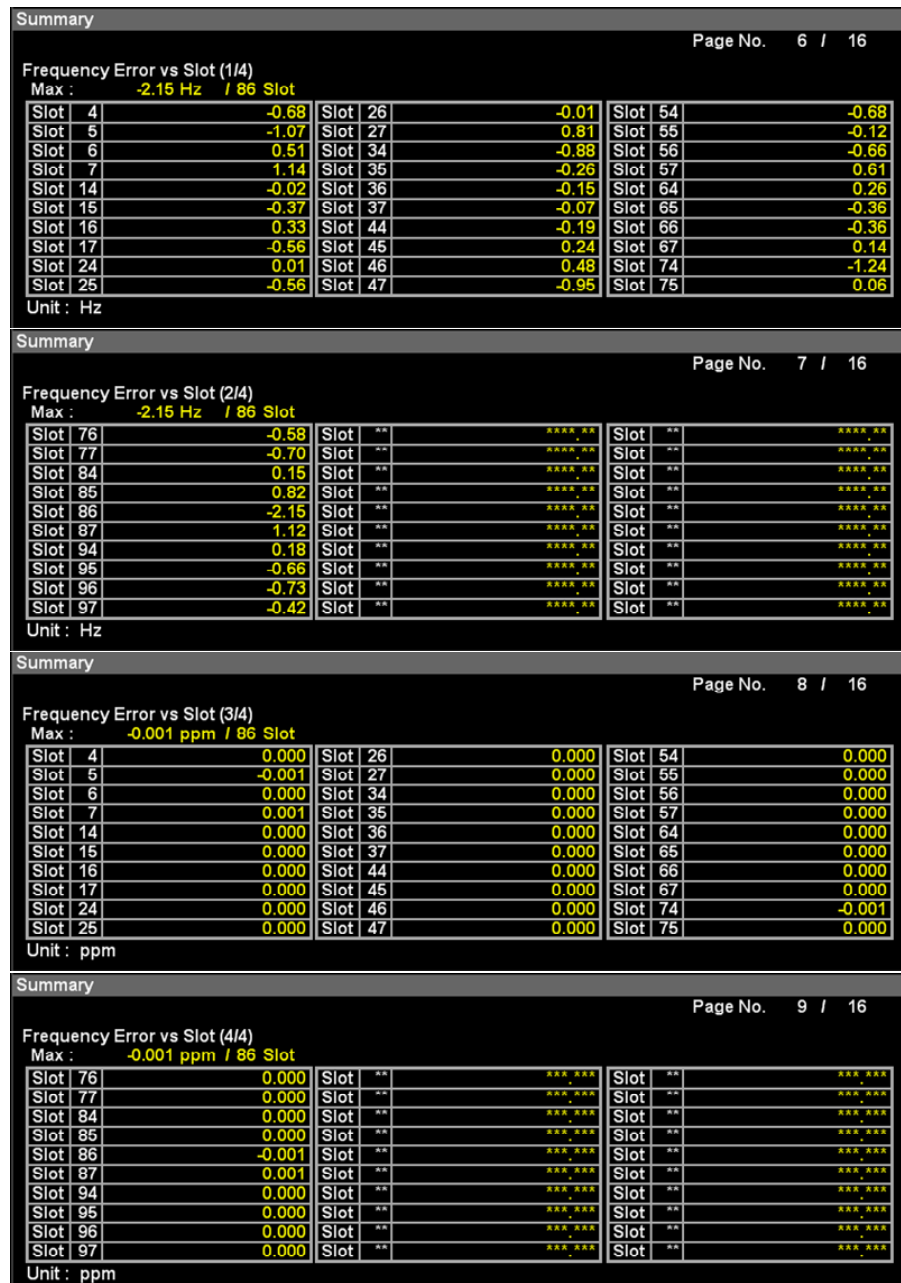 Summary
Page No. 6 / 16
Frequency Error vs Slot (1/4)
Max : -2.15 Hz / 86 Slot
Slot 4 -0.68 Slot 26 -0.01 Slot 54 -0.68
Slot 5 -1.07 Slot 27 0.81 Slot 55 -0.12
Slot 6 0.51 Slot 34 -0.88 Slot 56 -0.66
Slot 7 1.14 Slot 35 -0.26 Slot 57 0.61
Slot 14 -0.02 Slot 36 -0.15 Slot 64 0.26
Slot 15 -0.37 Slot 37 -0.07 Slot 65 -0.36
Slot 16 0.33 Slot 44 -0.19 Slot 66 -0.36
Slot 17 -0.56 Slot 45 0.24 Slot 67 0.14
Slot 24 0.01 Slot 46 0.48 Slot 74 -1.24
Slot 25 -0.56 Slot 47 -0.95 Slot 75 0.06
Unit : Hz
Summary
Page No. 7 / 16
Frequency Error vs Slot (2/4)
Max : -2.15 Hz / 86 Slot
Slot 76 -0.58 Slot ** ****.** Slot ** ****.**
Slot 77 -0.70 Slot ** ****.** Slot ** ****.**
Slot 84 0.15 Slot ** ****.** Slot ** ****.**
Slot 85 0.82 Slot ** ****.** Slot ** ****.**
Slot 86 -2.15 Slot ** ****.** Slot ** ****.**
Slot 87 1.12 Slot ** ****.** Slot ** ****.**
Slot 94 0.18 Slot ** ****.** Slot ** ****.**
Slot 95 -0.66 Slot ** ****.** Slot ** ****.**
Slot 96 -0.73 Slot ** ****.** Slot ** ****.**
Slot 97 -0.42 Slot ** ****.** Slot ** ****.**
Unit : Hz
Summary
Page No. 8 / 16
Frequency Error vs Slot (3/4)
Max : -0.001 ppm / 86 Slot
Slot 4 0.000 Slot 26 0.000 Slot 54 0.000
Slot 5 -0.001 Slot 27 0.000 Slot 55 0.000
Slot 6 0.000 Slot 34 0.000 Slot 56 0.000
Slot 7 0.001 Slot 35 0.000 Slot 57 0.000
Slot 14 0.000 Slot 36 0.000 Slot 64 0.000
Slot 15 0.000 Slot 37 0.000 Slot 65 0.000
Slot 16 0.000 Slot 44 0.000 Slot 66 0.000
Slot 17 0.000 Slot 45 0.000 Slot 67 0.000
Slot 24 0.000 Slot 46 0.000 Slot 74 -0.001
Slot 25 0.000 Slot 47 0.000 Slot 75 0.000
Unit : ppm
Summary
Page No. 9 / 16
Frequency Error vs Slot (4/4)
Max : -0.001 ppm / 86 Slot
Slot 76 0.000 Slot ** ***.*** Slot ** ***.***
Slot 77 0.000 Slot ** ***.*** Slot ** ***.***
Slot 84 0.000 Slot ** ***.*** Slot ** ***.***
Slot 85 0.000 Slot ** ***.*** Slot ** ***.***
Slot 86 -0.001 Slot ** ***.*** Slot ** ***.***
Slot 87 0.001 Slot ** ***.*** Slot ** ***.***
Slot 94 0.000 Slot ** ***.*** Slot ** ***.***
Slot 95 0.000 Slot ** ***.*** Slot ** ***.***
Slot 96 0.000 Slot ** ***.*** Slot ** ***.***
Slot 97 0.000 Slot ** ***.*** Slot ** ***.***
Unit : ppm